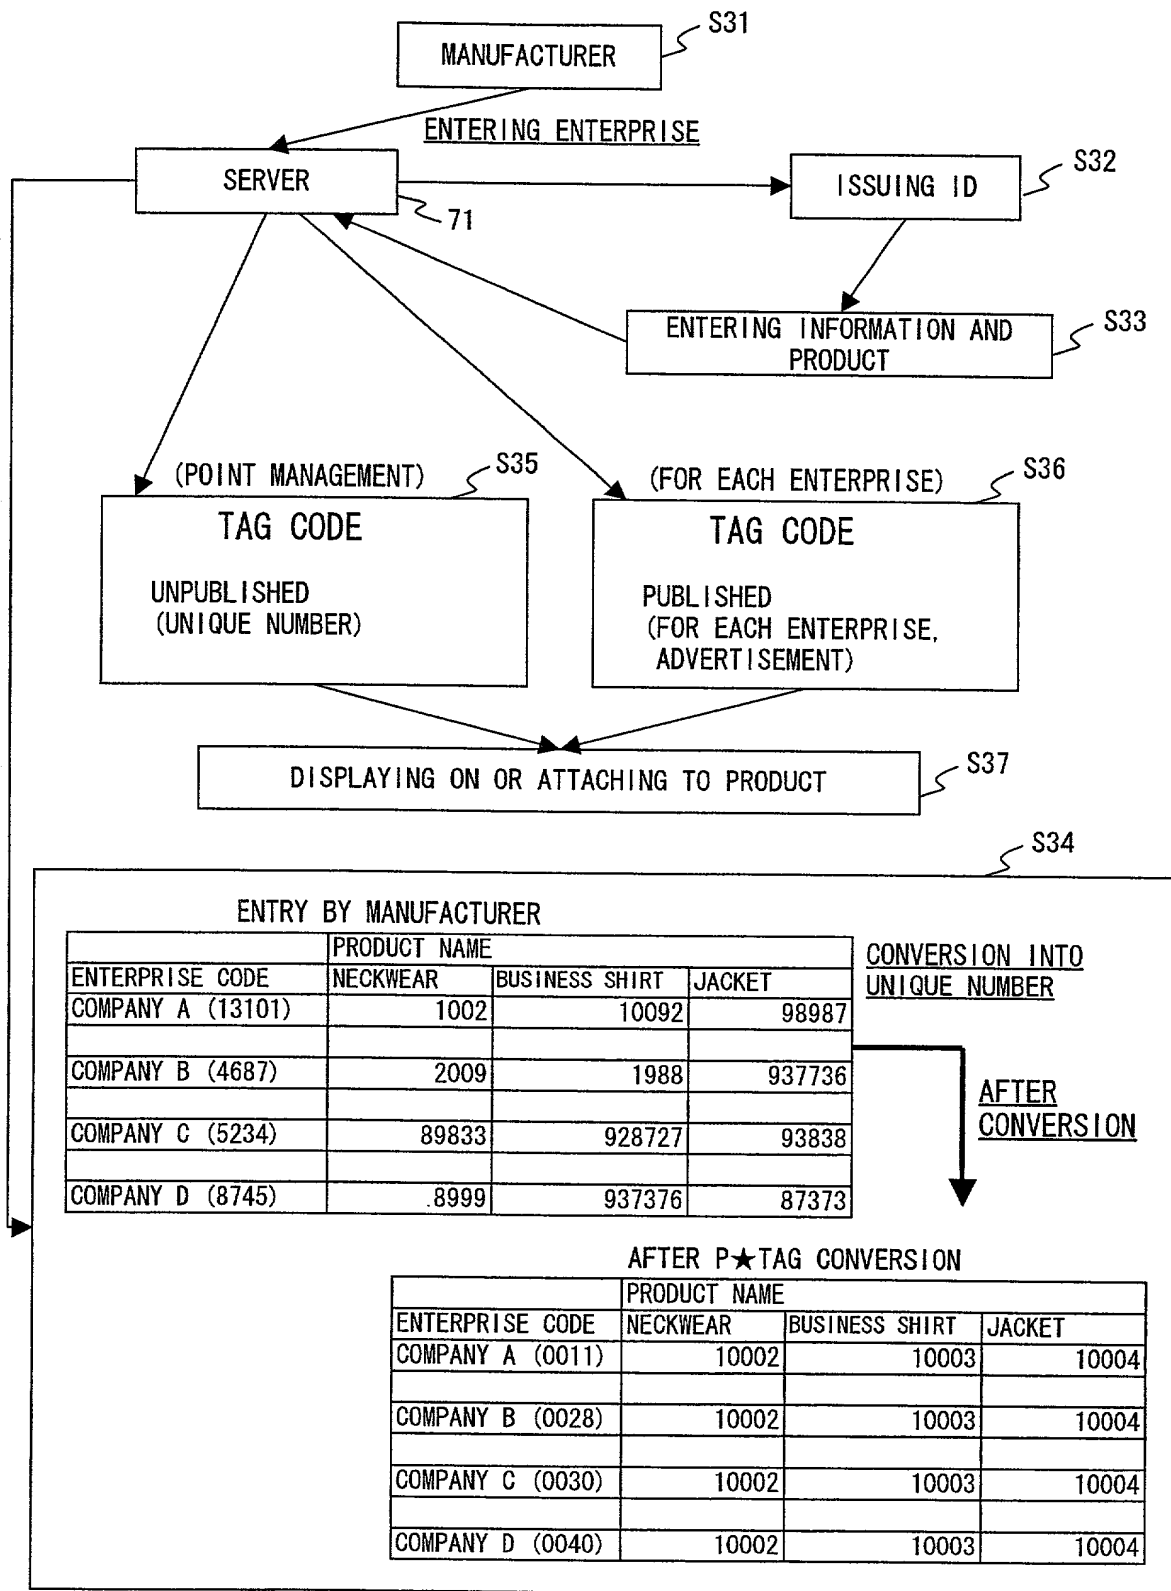 S31
MANUFACTURER
ENTERING ENTERPRISE
SERVER
71
ISSUING ID
S32
ENTERING INFORMATION AND
PRODUCT
S33
(POINT MANAGEMENT)
S35
TAG CODE
UNPUBLISHED
(UNIQUE NUMBER)
(FOR EACH ENTERPRISE)
S36
TAG CODE
PUBLISHED
(FOR EACH ENTERPRISE,
ADVERTISEMENT)
DISPLAYING ON OR ATTACHING TO PRODUCT
S37
S34
ENTRY BY MANUFACTURER
PRODUCT NAME
ENTERPRISE CODE NECKWEAR BUSINESS SHIRT JACKET
COMPANY A (13101) 1002 10092 98987
COMPANY B (4687) 2009 1988 937736
COMPANY C (5234) 89833 928727 93838
COMPANY D (8745) .8999 937376 87373
CONVERSION INTO
UNIQUE NUMBER
AFTER
CONVERSION
AFTER P★TAG CONVERSION
PRODUCT NAME
ENTERPRISE CODE NECKWEAR BUSINESS SHIRT JACKET
COMPANY A (0011) 10002 10003 10004
COMPANY B (0028) 10002 10003 10004
COMPANY C (0030) 10002 10003 10004
COMPANY D (0040) 10002 10003 10004